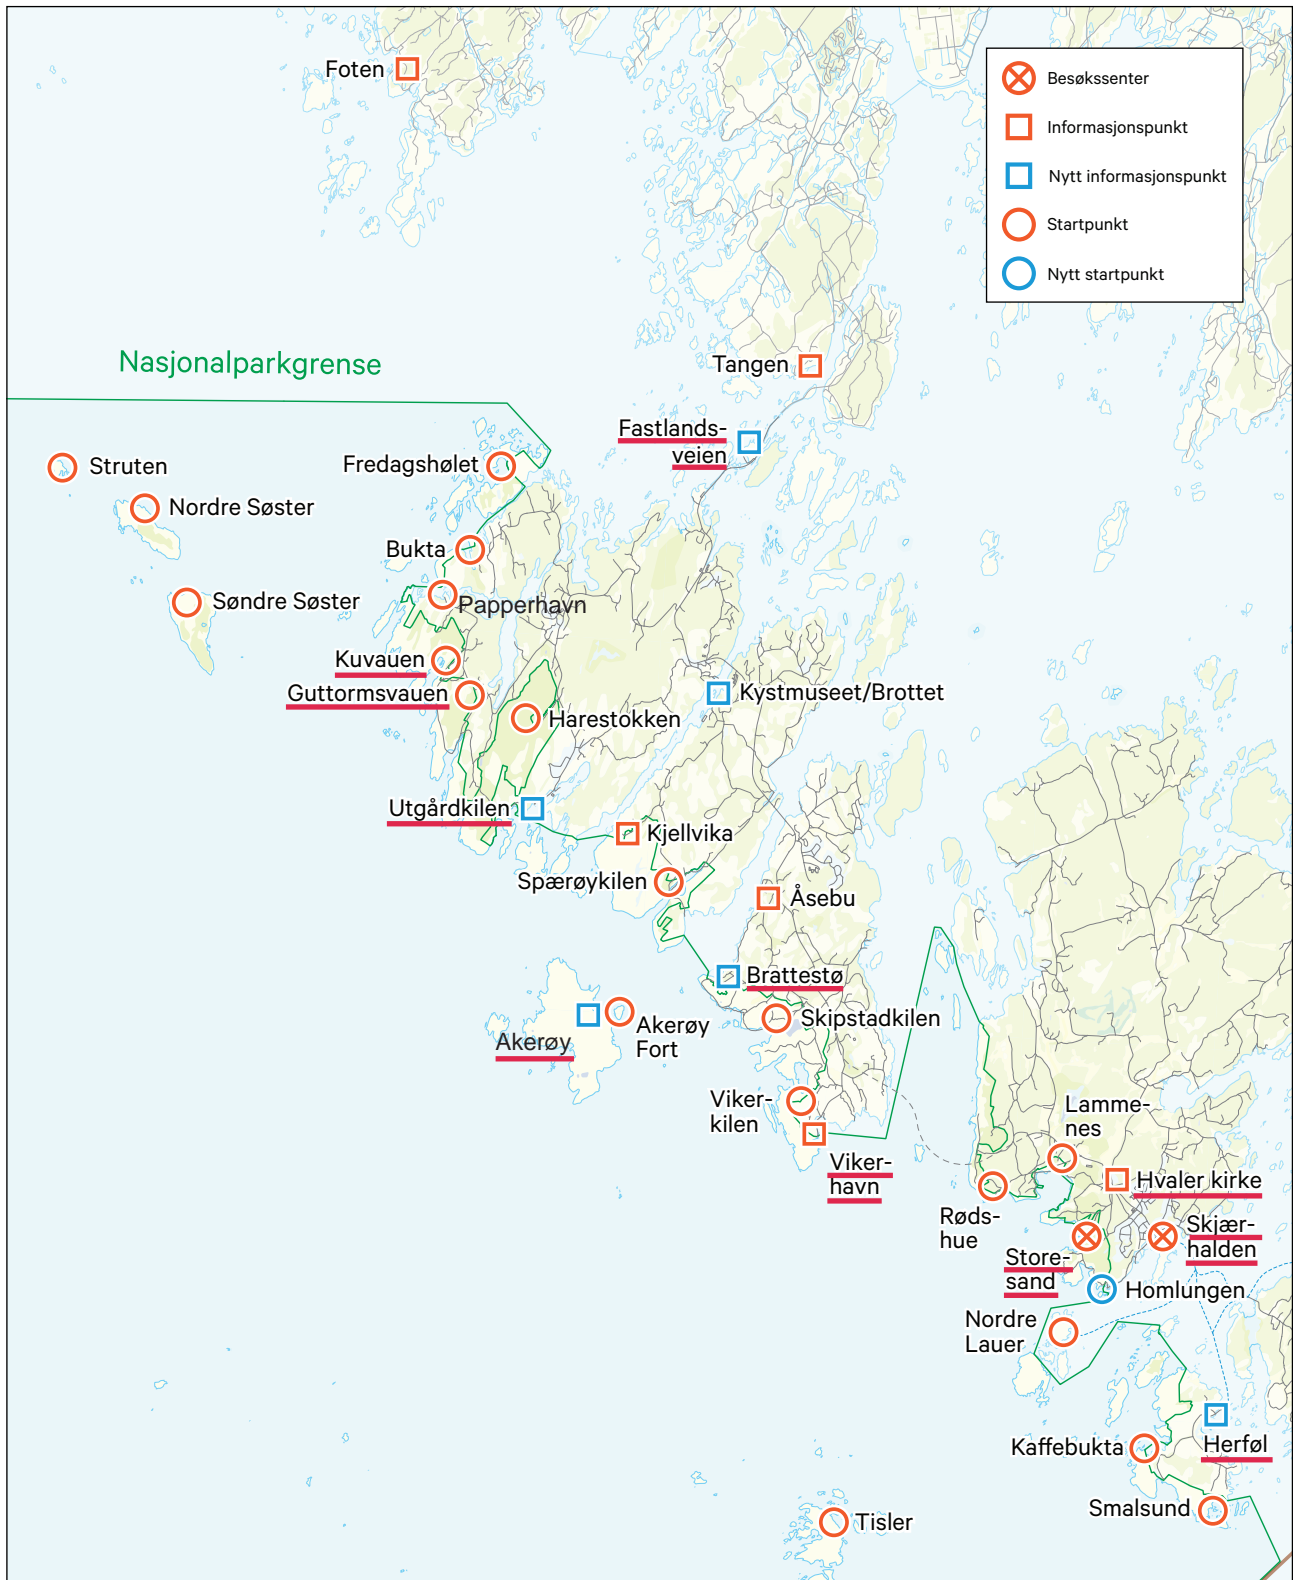 Foten
Besøkssenter
Informasjonspunkt
Nytt informasjonspunkt
Startpunkt
Nytt startpunkt
Nasjonalparkgrense
Tangen
Fastlands-
veien
Struten
Fredagshølet
Nordre Søster
Bukta
Søndre Søster
Papperhavn
Kuvauen
Guttormsvauen
Kystmuseet/Brottet
Harestokken
Utgårdkilen
Kjellvika
Spærøykilen
Åsebu
Brattestø
Skipstadkilen
Akerøy
Akerøy
Fort
Viker-
kilen
Lamme-
nes
Viker-
havn
Hvaler kirke
Røds-
hue
Skjær-
halden
Store-
sand
Homlungen
Nordre
Lauer
Kaffebukta
Herføl
Smalsund
Tisler